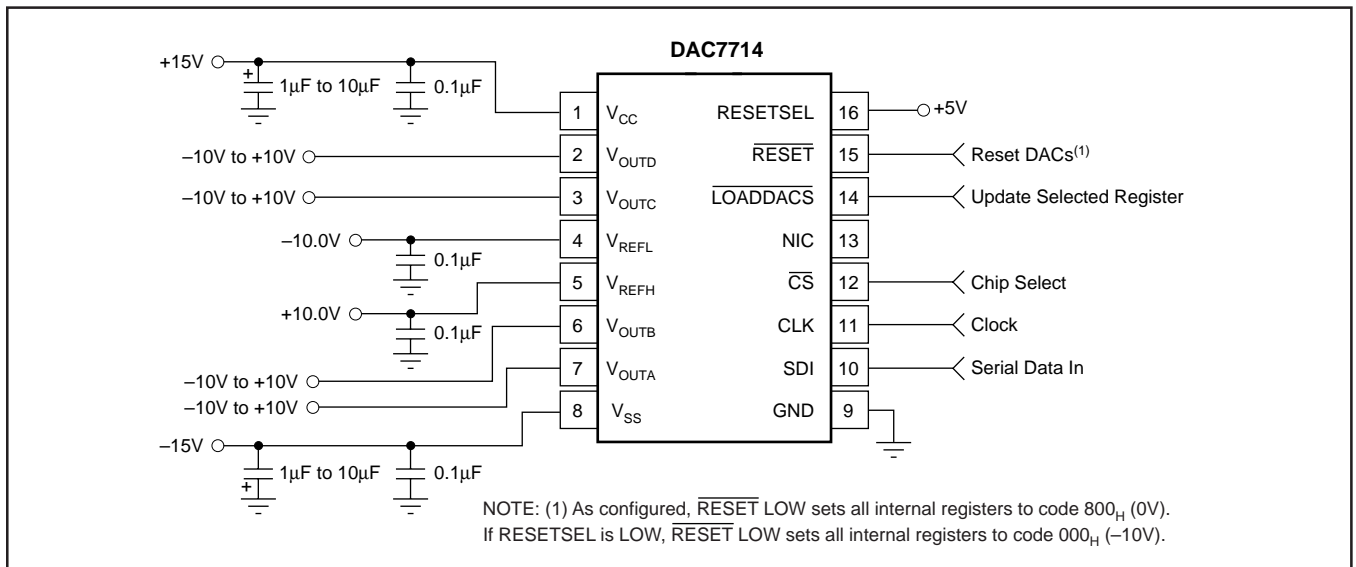 DAC7714
+15V
+
1µF to 10µF
0.1µF
1 V_CC RESETSEL 16 +5V
–10V to +10V 2 V_OUTD RESET 15 Reset DACs(1)
–10V to +10V 3 V_OUTC LOADDACS 14 Update Selected Register
–10.0V 4 V_REFL NIC 13
0.1µF
5 V_REFH CS 12 Chip Select
+10.0V
0.1µF
6 V_OUTB CLK 11 Clock
–10V to +10V
7 V_OUTA SDI 10 Serial Data In
–10V to +10V
8 V_SS GND 9
–15V
1µF to 10µF
+
0.1µF
NOTE: (1) As configured, RESET LOW sets all internal registers to code 800_H (0V).
If RESETSEL is LOW, RESET LOW sets all internal registers to code 000_H (–10V).